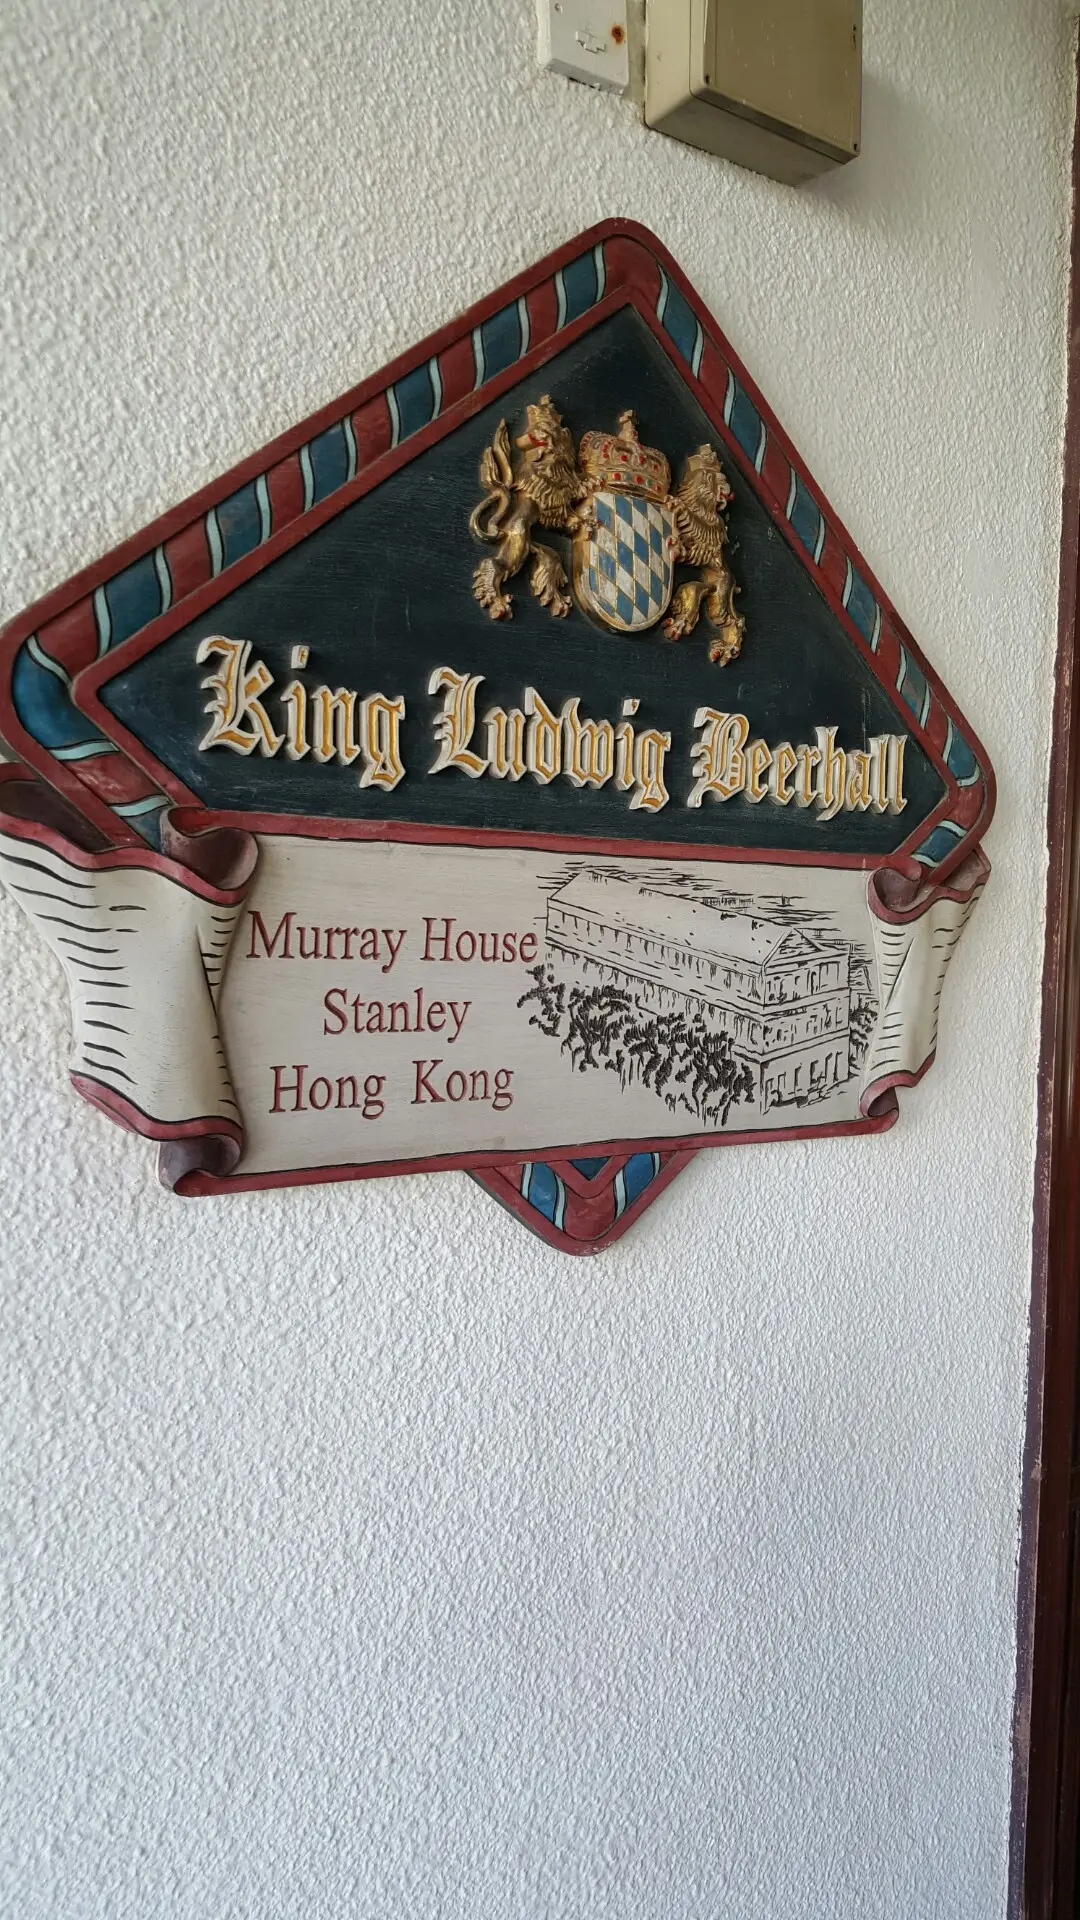 King Ludwig Beerhall
Murray House
Stanley
Hong Kong